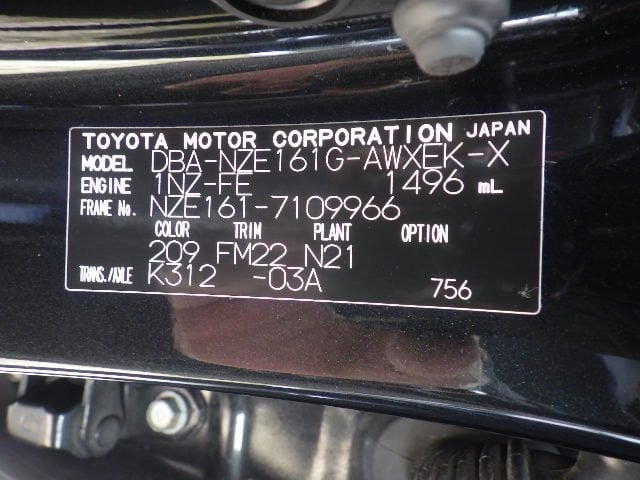 TOYOTA MOTOR CORPORATION JAPAN
MODEL DBA-NZE161G-AWXEK-X
ENGINE 1NZ-FE 1496 mL
FRAME No. NZE161-7109966
COLOR TRIM PLANT OPTION
209 FM22 N21
TRANS./AXLE K312 -03A 756